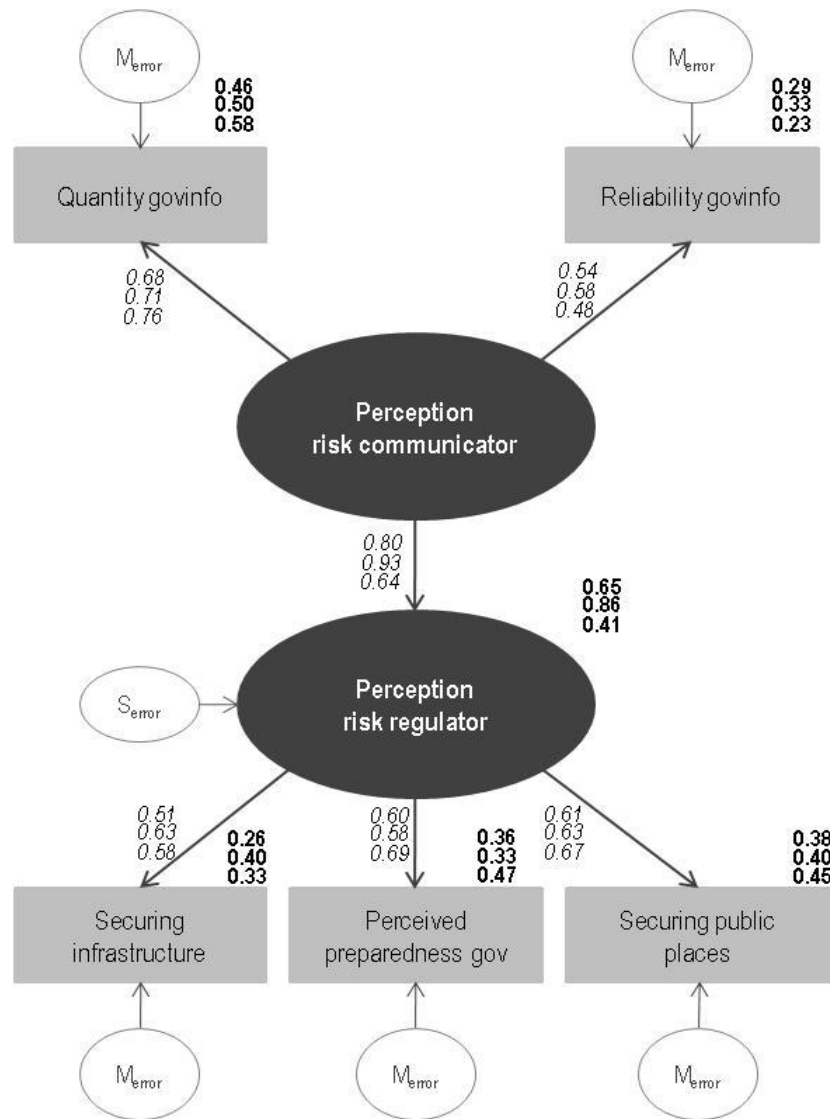 M_error
M_error
0.46
0.50
0.58
0.29
0.33
0.23
Quantity govinfo
Reliability govinfo
0.68
0.71
0.76
0.54
0.58
0.48
Perception
risk communicator
0.80
0.93
0.64
0.65
0.86
0.41
S_error
Perception
risk regulator
0.51
0.63
0.58
0.26
0.40
0.33
0.60
0.58
0.69
0.36
0.33
0.47
0.61
0.63
0.67
0.38
0.40
0.45
Securing
infrastructure
Perceived
preparedness gov
Securing public
places
M_error
M_error
M_error